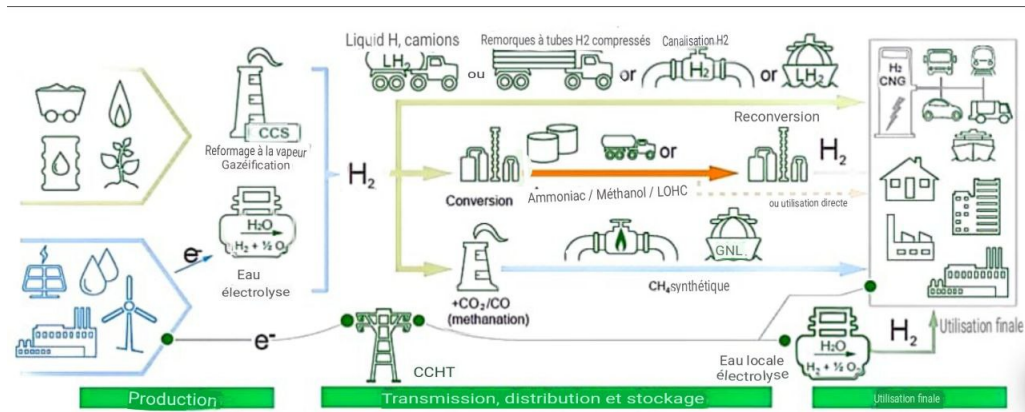 Liquid H, camions
LH₂
ou
Remorques à tubes H2 compressés
or
Canalisation H2
H₂
or
LH₂
H₂
CNG
CCS
Reformage à la vapeur
Gazéification
H₂
Reconversion
or
H₂
Conversion
Ammoniac / Méthanol / LOHC
ou utilisation directe
H₂O
H₂ + ½ O₂
e-
Eau
électrolyse
GNL
+CO₂/CO
(methanation)
CH₄synthétique
e-
CCHT
Eau locale
électrolyse
H₂O
H₂ + ½ O₂
H₂
Utilisation finale
Production
Transmission, distribution et stockage
Utilisation finale